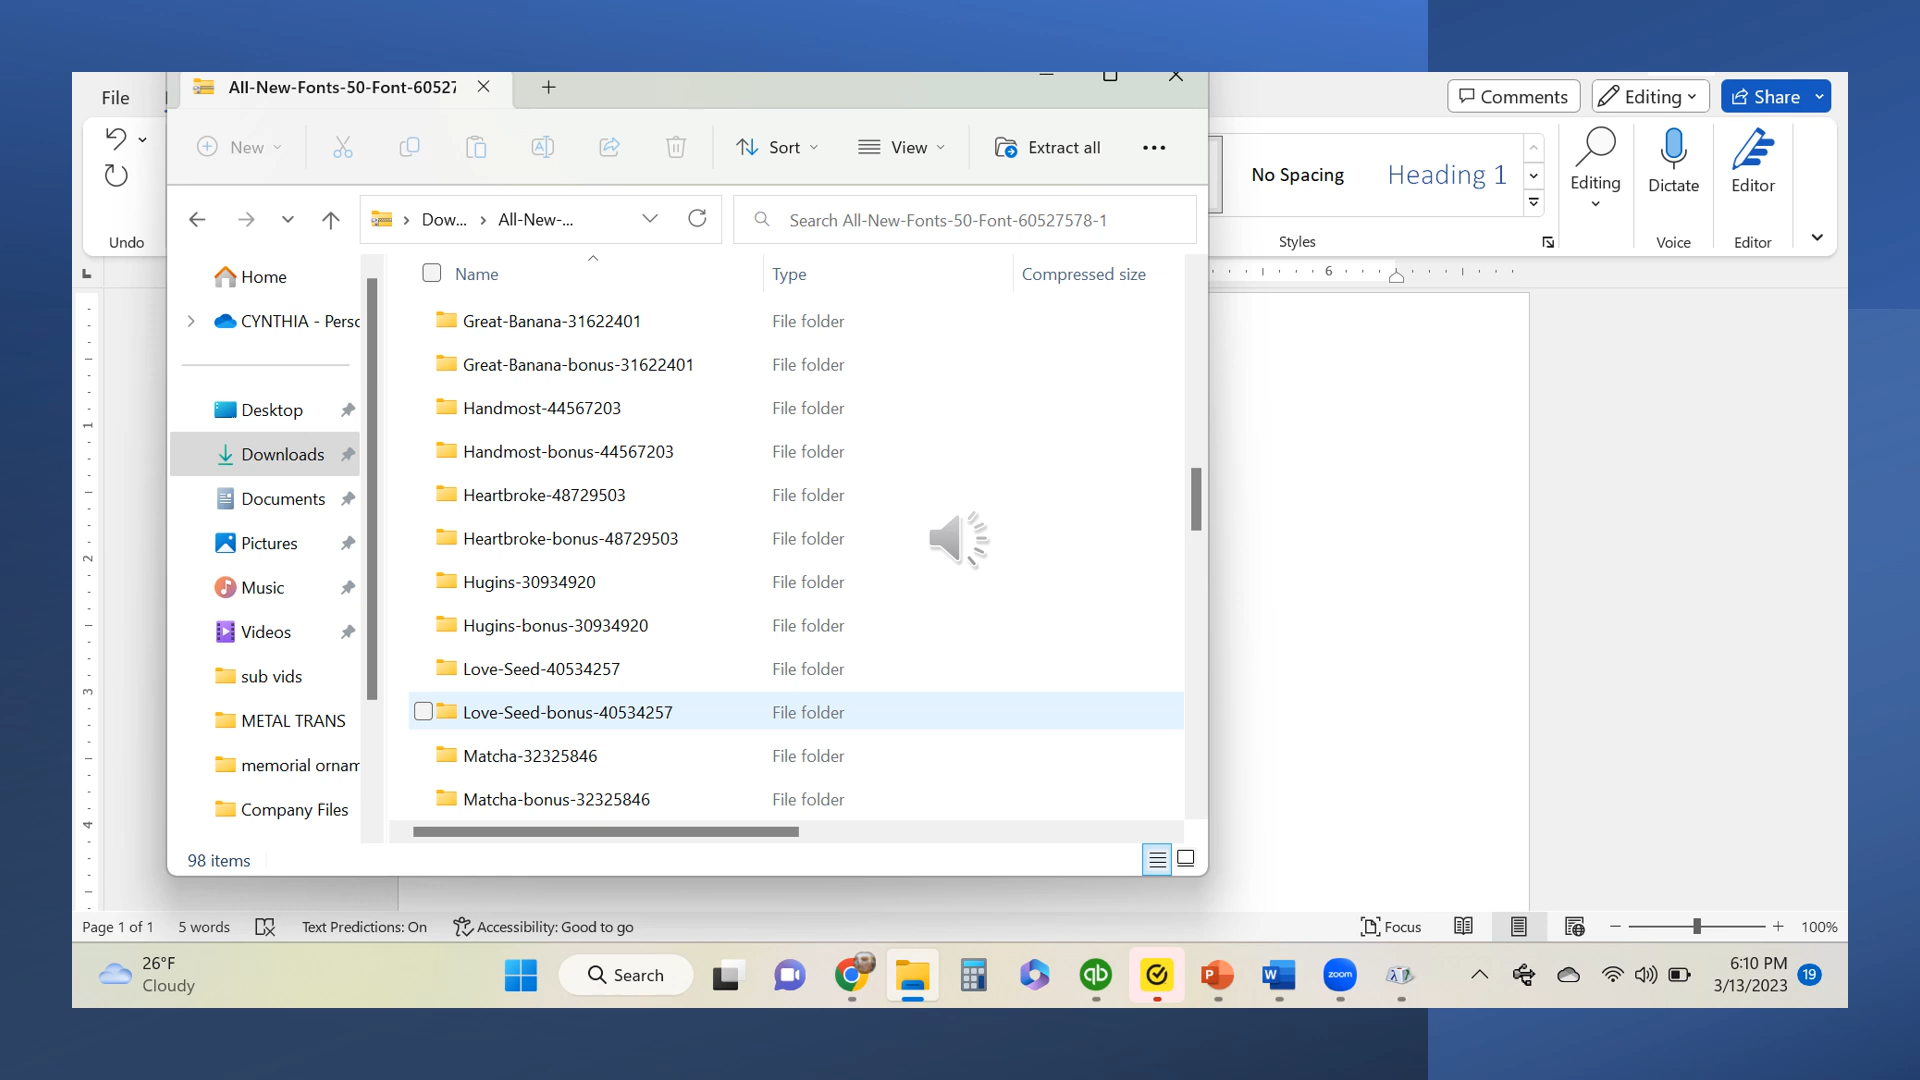 All-New-Fonts-50-Font-60527
File
Comments
Editing
Share
New
Sort
View
Extract all
No Spacing
Heading 1
Editing
Dictate
Editor
Undo
Styles
Voice
Editor
Dow...
All-New-...
Search All-New-Fonts-50-Font-60527578-1
6
Home
Name
Type
Compressed size
CYNTHIA - Persc
Great-Banana-31622401 File folder
Great-Banana-bonus-31622401 File folder
Desktop
Handmost-44567203 File folder
Downloads
Handmost-bonus-44567203 File folder
Documents
Heartbroke-48729503 File folder
Pictures
Heartbroke-bonus-48729503 File folder
Music
Hugins-30934920 File folder
Videos
Hugins-bonus-30934920 File folder
sub vids
Love-Seed-40534257 File folder
METAL TRANS
Love-Seed-bonus-40534257 File folder
memorial ornam
Matcha-32325846 File folder
Company Files
Matcha-bonus-32325846 File folder
1
2
3
4
98 items
Page 1 of 1
5 words
Text Predictions: On
Accessibility: Good to go
Focus
100%
26°F
Cloudy
Search
qb
P
W
zoom
6:10 PM
3/13/2023
19